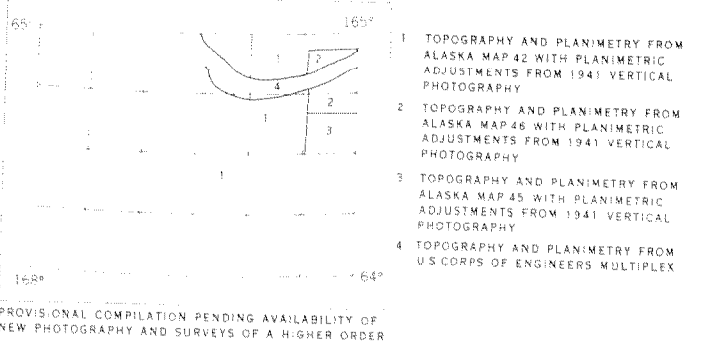 65° 165°
1 2
4
2
1
3
1
168° 64°
PROVISIONAL COMPILATION PENDING AVAILABILITY OF
NEW PHOTOGRAPHY AND SURVEYS OF A HIGHER ORDER
1 TOPOGRAPHY AND PLANIMETRY FROM
ALASKA MAP 42 WITH PLANIMETRIC
ADJUSTMENTS FROM 1941 VERTICAL
PHOTOGRAPHY
2 TOPOGRAPHY AND PLANIMETRY FROM
ALASKA MAP 46 WITH PLANIMETRIC
ADJUSTMENTS FROM 1941 VERTICAL
PHOTOGRAPHY
3 TOPOGRAPHY AND PLANIMETRY FROM
ALASKA MAP 45 WITH PLANIMETRIC
ADJUSTMENTS FROM 1941 VERTICAL
PHOTOGRAPHY
4 TOPOGRAPHY AND PLANIMETRY FROM
U S CORPS OF ENGINEERS MULTIPLEX